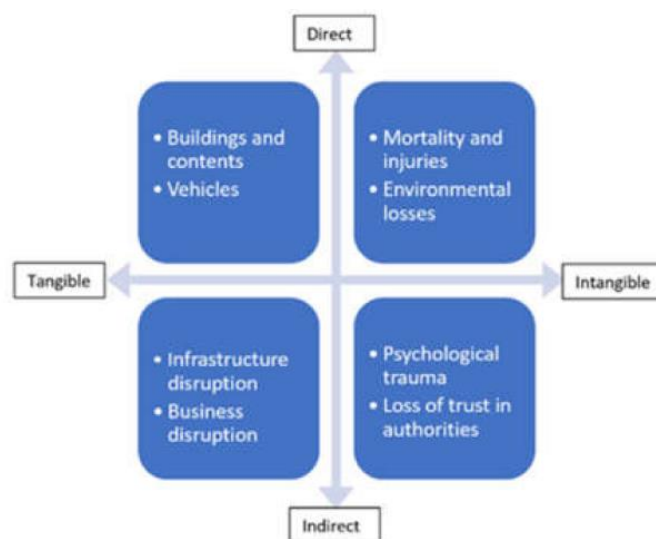 Direct
• Buildings and
contents
• Vehicles
• Mortality and
injuries
• Environmental
losses
Tangible
Intangible
• Infrastructure
disruption
• Business
disruption
• Psychological
trauma
• Loss of trust in
authorities
Indirect